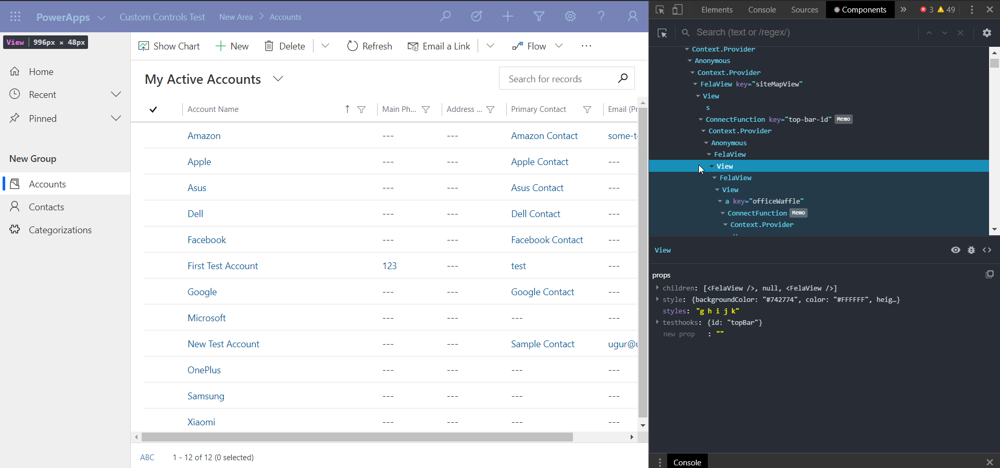 PowerApps Custom Controls Test New Area Accounts
View 996px × 48px
Home
Recent
Pinned
New Group
Accounts
Contacts
Categorizations
Show Chart New Delete Refresh Email a Link Flow ...
My Active Accounts
Search for records
Account Name Main Ph... Address ... Primary Contact Email (Pr
Amazon --- --- Amazon Contact some-t
Apple --- --- Apple Contact ---
Asus --- --- Asus Contact ---
Dell --- --- Dell Contact ---
Facebook --- --- Facebook Contact ---
First Test Account 123 --- test ---
Google --- --- Google Contact ---
Microsoft --- --- --- ---
New Test Account --- --- Sample Contact ugur@u
OnePlus --- --- --- ---
Samsung --- --- --- ---
Xiaomi --- --- --- ---
ABC 1 - 12 of 12 (0 selected)
Elements Console Sources Components » 3 49
Search (text or /regex/)
Context.Provider
Anonymous
Context.Provider
FelaView key="siteMapView"
View
s
ConnectFunction key="top-bar-id" Memo
Context.Provider
Anonymous
FelaView
View
FelaView
View
a key="officeWaffle"
ConnectFunction Memo
Context.Provider
View
props
children: [<FelaView />, null, <FelaView />]
style: {backgroundColor: "#742774", color: "#FFFFFF", heig…}
styles: "g h i j k"
testhooks: {id: "topBar"}
new prop : ""
Console